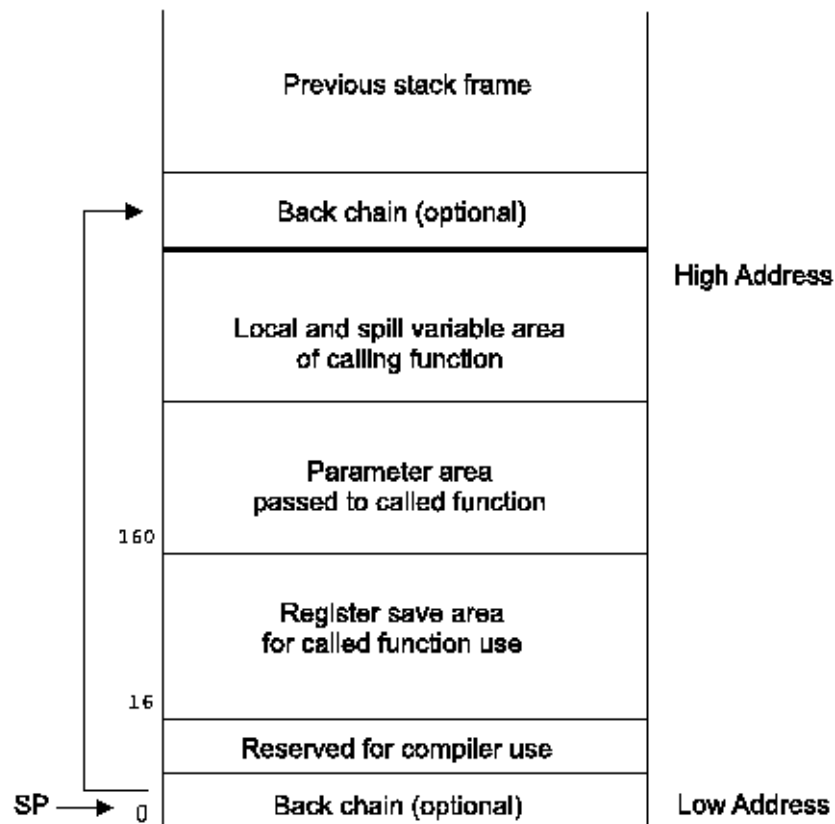 Previous stack frame
Back chain (optional)
High Address
Local and spill variable area
of calling function
Parameter area
passed to called function
160
Register save area
for called function use
16
Reserved for compiler use
SP
0
Back chain (optional)
Low Address